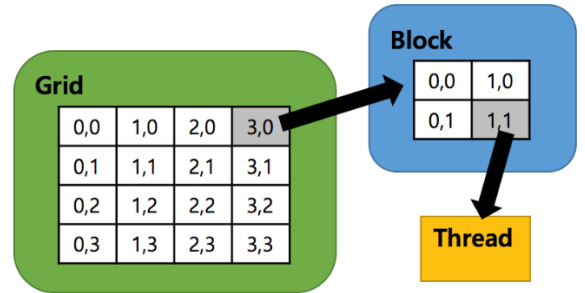 Grid
0,0 1,0 2,0 3,0
0,1 1,1 2,1 3,1
0,2 1,2 2,2 3,2
0,3 1,3 2,3 3,3
Block
0,0 1,0
0,1 1,1
Thread